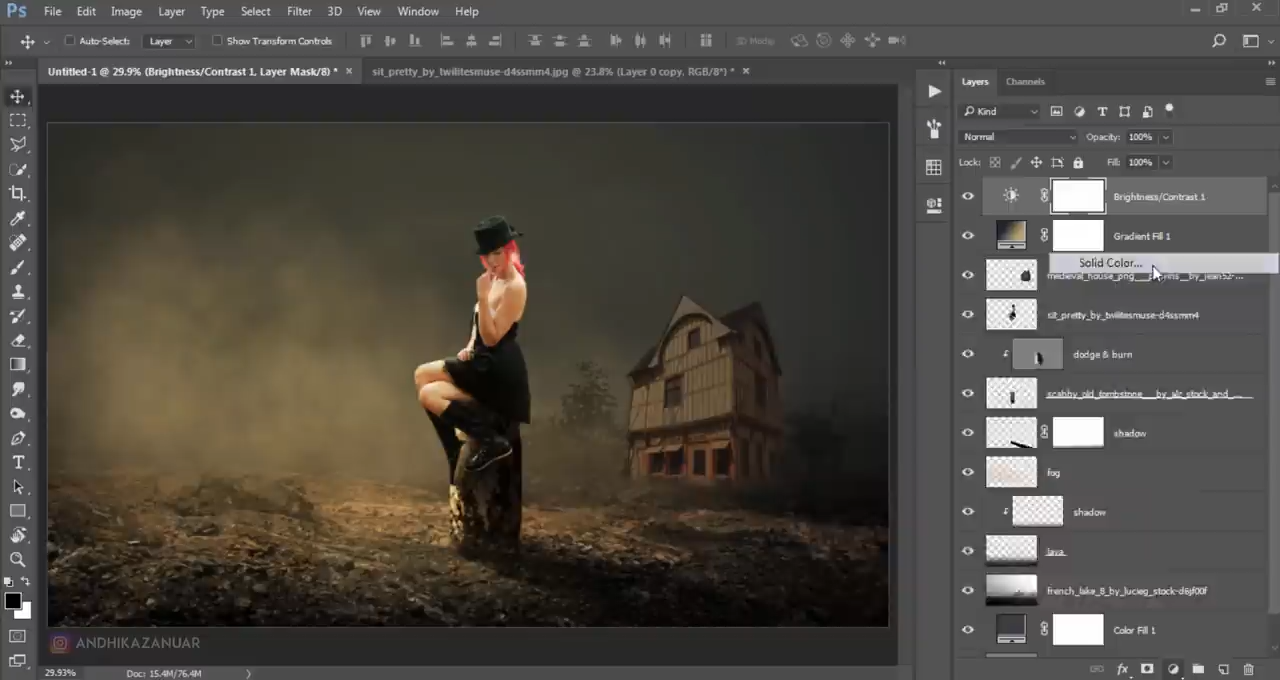 Ps File Edit Image Layer Type Select Filter 3D View Window Help
Auto-Select: Layer Show Transform Controls 3D Mode
Untitled-1 @ 29.9% (Brightness/Contrast 1, Layer Mask/8) * × sit_pretty_by_twilitesmuse-d4ssmm4.jpg @ 23.8% (Layer 0 copy, RGB/8*) * ×
Layers Channels
Kind
Normal Opacity: 100%
Lock: Fill: 100%
Brightness/Contrast 1
Gradient Fill 1
Solid Color...
sit_pretty_by_twilitesmuse-d4ssmm4
dodge & burn
scabby_old_tombstone___by_alz_stock_and_...
shadow
fog
shadow
lava
french_lake_8_by_lucieg_stock-d6jf00f
Color Fill 1
ANDHIKAZANUAR
29.93% Doc: 15.4M/76.4M
fx